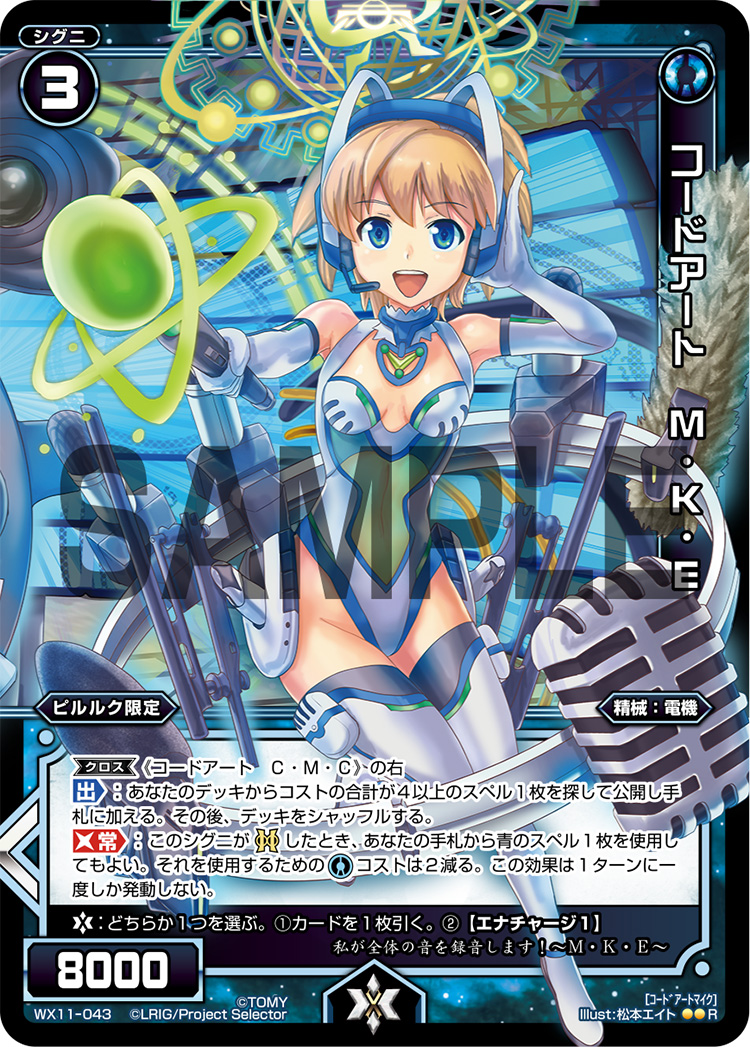 シグニ
3
コードアート M・K・E
SAMPLE
ピルルク限定
精械：電機
クロス 《コードアート C・M・C》の右
出：あなたのデッキからコストの合計が４以上のスペル１枚を探して公開し手
札に加える。その後、デッキをシャッフルする。
常：このシグニがしたとき、あなたの手札から青のスペル１枚を使用し
てもよい。それを使用するためのコストは２減る。この効果は１ターンに一
度しか発動しない。
：どちらか１つを選ぶ。①カードを１枚引く。②【エナチャージ１】
私が全体の音を録音します！～M・K・E～
8000
©TOMY
[コードアートマイク]
WX11-043 ©LRIG/Project Selector
Illust:松本エイト R